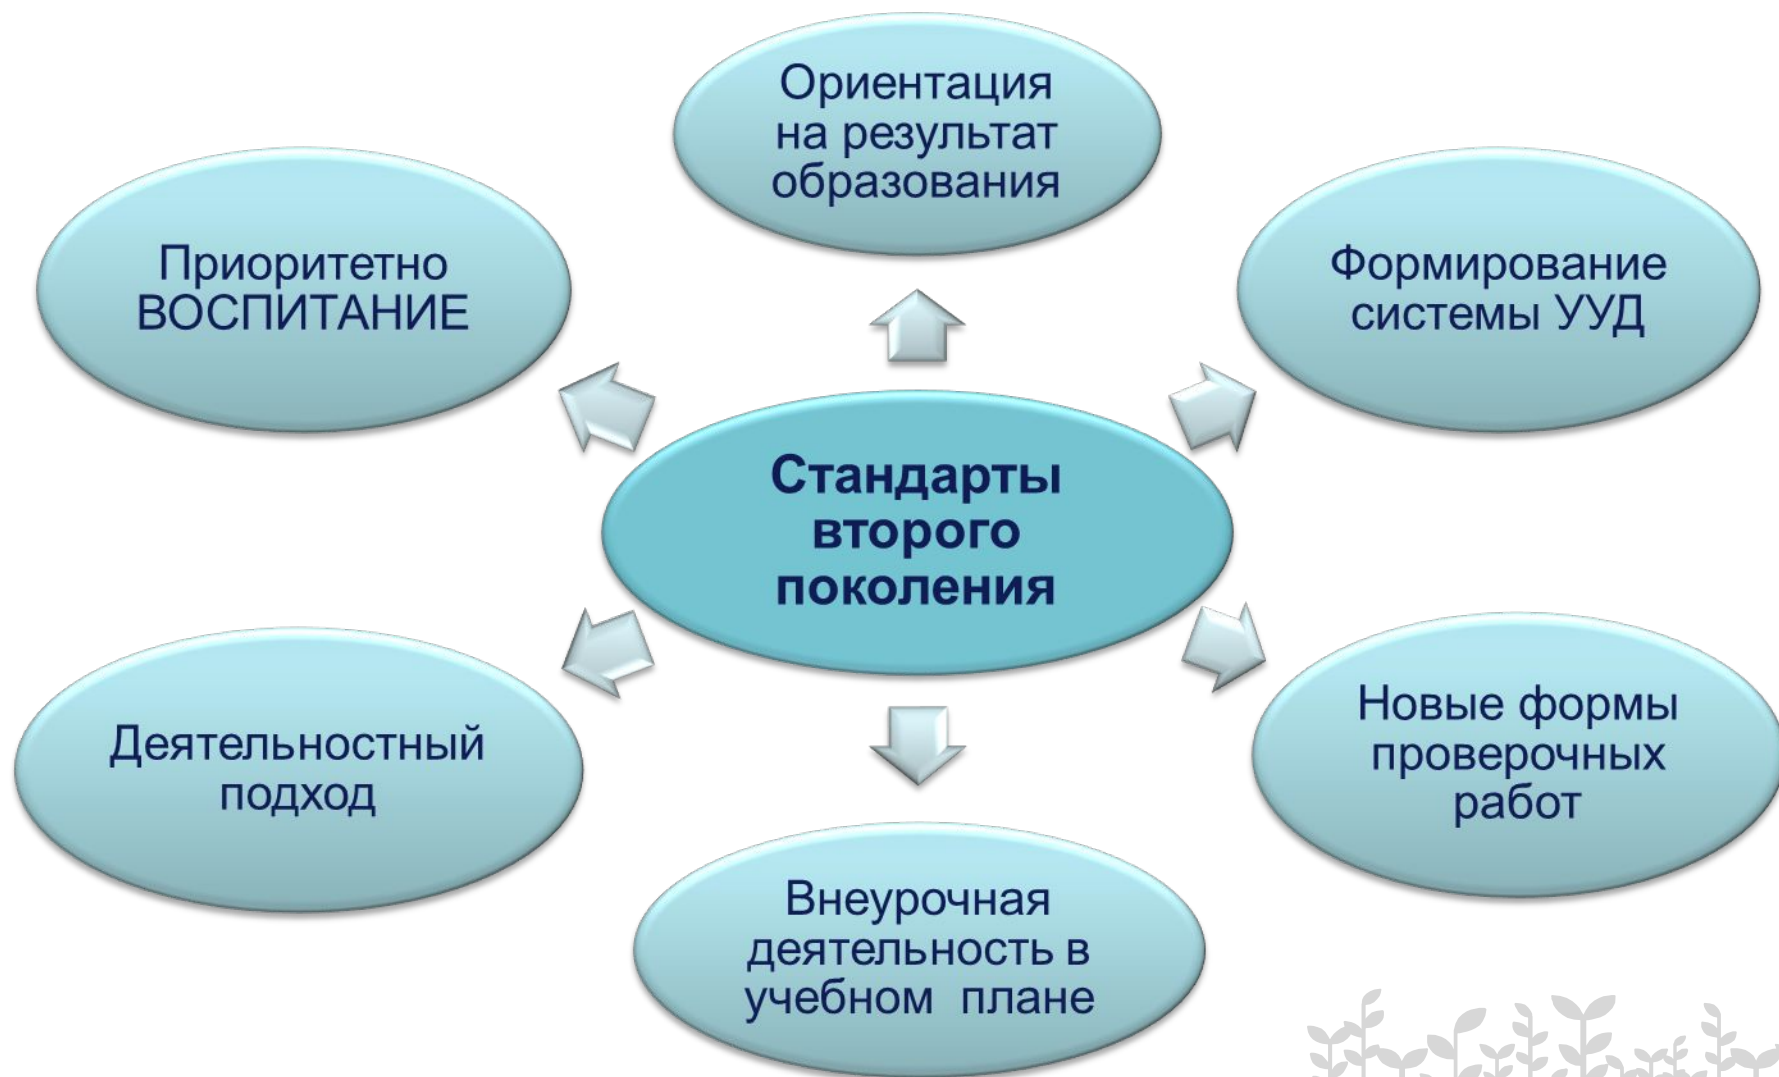 Ориентация
на результат
образования
Приоритетно
ВОСПИТАНИЕ
Формирование
системы УУД
Стандарты
второго
поколения
Деятельностный
подход
Новые формы
проверочных
работ
Внеурочная
деятельность в
учебном  плане